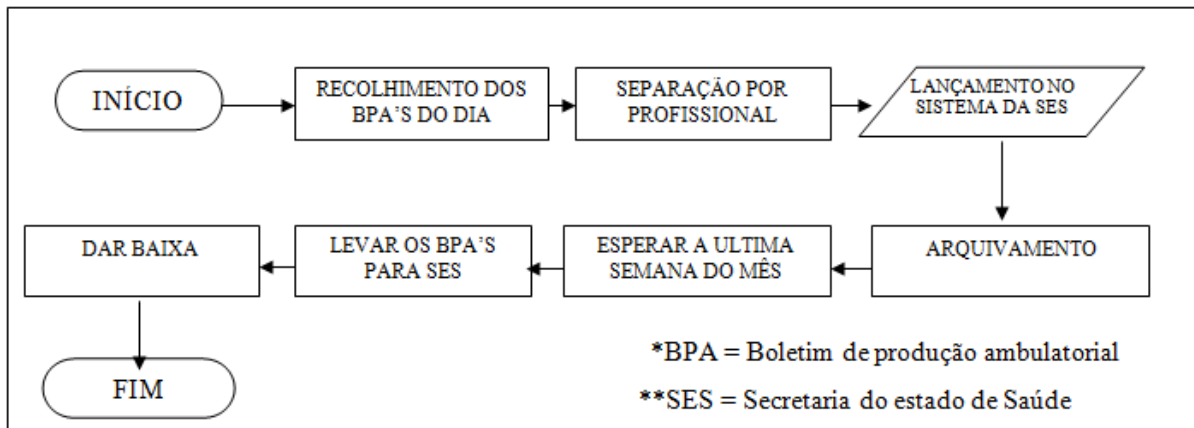 INÍCIO
RECOLHIMENTO DOS
BPA'S DO DIA
SEPARAÇÃO POR
PROFISSIONAL
LANÇAMENTO NO
SISTEMA DA SES
ARQUIVAMENTO
ESPERAR A ULTIMA
SEMANA DO MÊS
LEVAR OS BPA'S
PARA SES
DAR BAIXA
FIM
*BPA = Boletim de produção ambulatorial
**SES = Secretaria do estado de Saúde